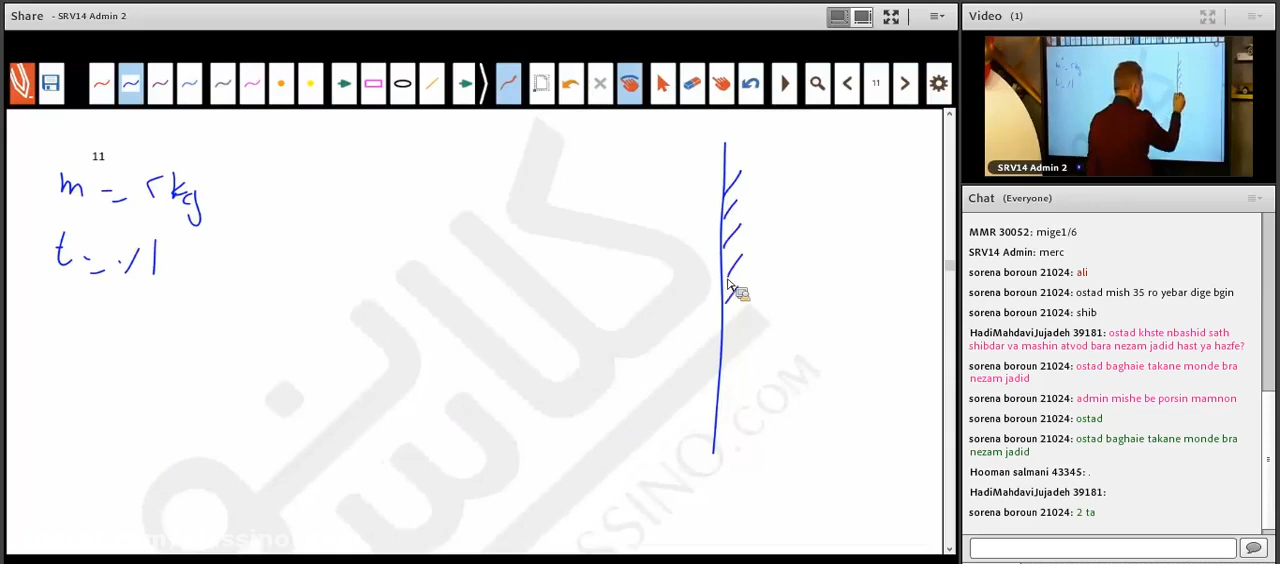 Share - SRV14 Admin 2
11
11
m = ۲ kg
t = ۰/۱
کلاسینو
Video (1)
SRV14 Admin 2
Chat (Everyone)
MMR 30052: mige1/6
SRV14 Admin: merc
sorena boroun 21024: ali
sorena boroun 21024: ostad mish 35 ro yebar dige bgin
sorena boroun 21024: shib
HadiMahdaviJujadeh 39181: ostad khste nbashid sath
shibdar va mashin atvod bara nezam jadid hast ya hazfe?
sorena boroun 21024: ostad baghaie takane monde bra
nezam jadid
sorena boroun 21024: admin mishe be porsin mamnon
sorena boroun 21024: ostad
sorena boroun 21024: ostad baghaie takane monde bra
nezam jadid
Hooman salmani 43345: .
HadiMahdaviJujadeh 39181:
sorena boroun 21024: 2 ta